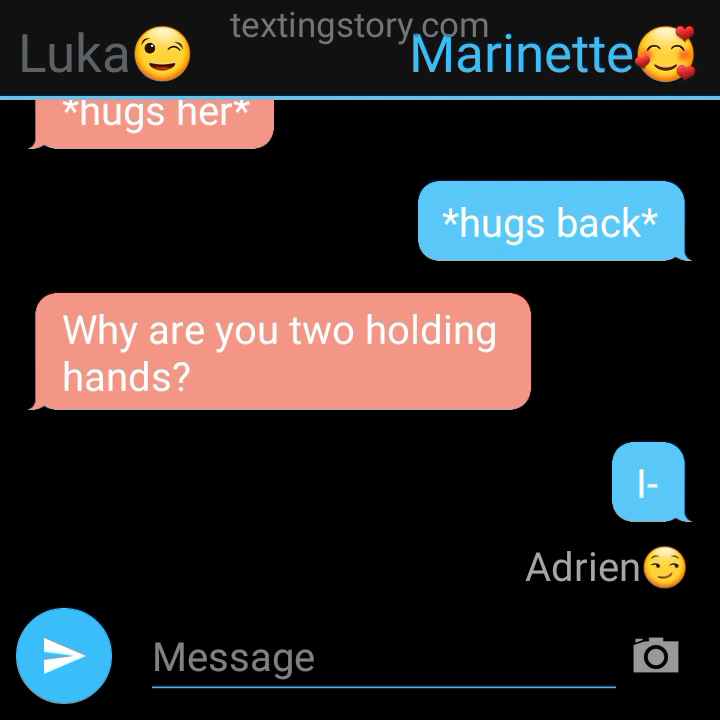 textingstory.com
Luka😉 Marinette🥰
*hugs her*
*hugs back*
Why are you two holding
hands?
I-
Adrien😏
Message